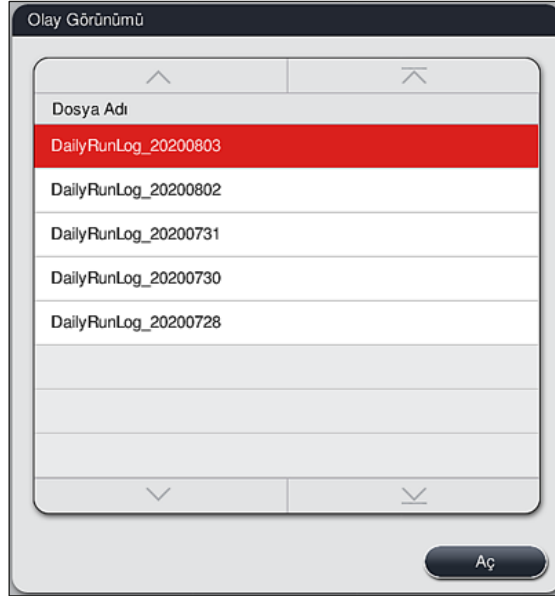 Olay Görünümü
Dosya Adı
DailyRunLog_20200803
DailyRunLog_20200802
DailyRunLog_20200731
DailyRunLog_20200730
DailyRunLog_20200728
Aç